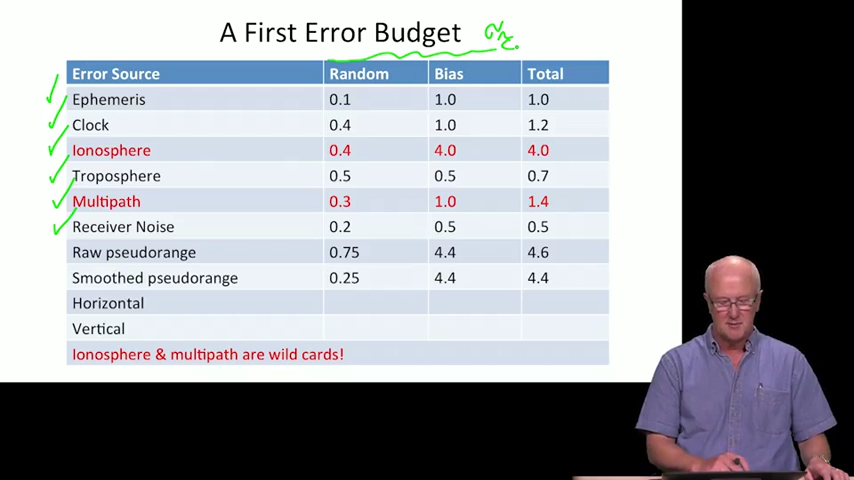 A First Error Budget
Error Source Random Bias Total
Ephemeris 0.1 1.0 1.0
Clock 0.4 1.0 1.2
Ionosphere 0.4 4.0 4.0
Troposphere 0.5 0.5 0.7
Multipath 0.3 1.0 1.4
Receiver Noise 0.2 0.5 0.5
Raw pseudorange 0.75 4.4 4.6
Smoothed pseudorange 0.25 4.4 4.4
Horizontal
Vertical
Ionosphere & multipath are wild cards!